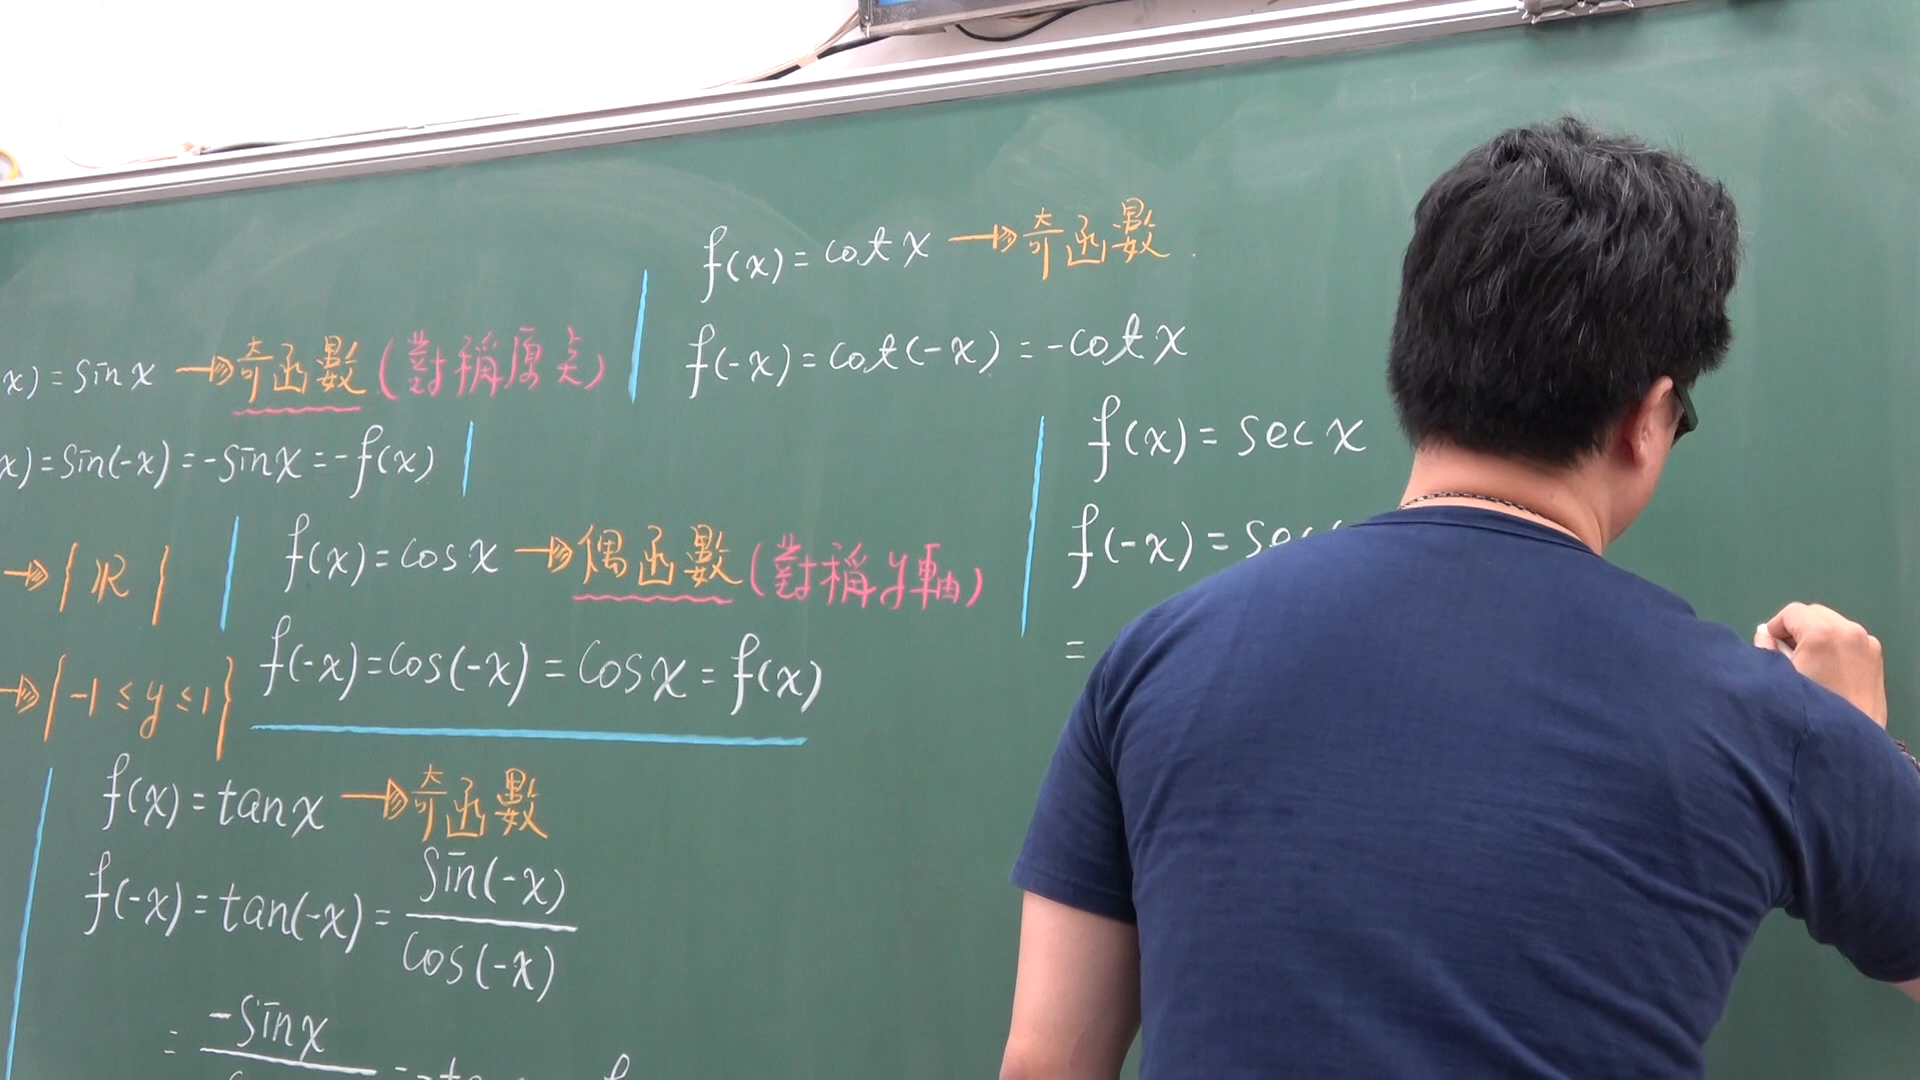 x) = sin x → 奇函數 (對稱原点)
x) = sin(-x) = -sin x = -f(x)
→ { ℝ }
→ { -1 ≤ y ≤ 1 }
f(x) = cos x → 偶函數 (對稱y軸)
f(-x) = cos(-x) = cos x = f(x)
f(x) = tan x → 奇函數
f(-x) = tan(-x) = sin(-x) / cos(-x)
= -sin x
f(x) = cot x → 奇函數.
f(-x) = cot(-x) = -cot x
f(x) = sec x
f(-x) = sec(
=